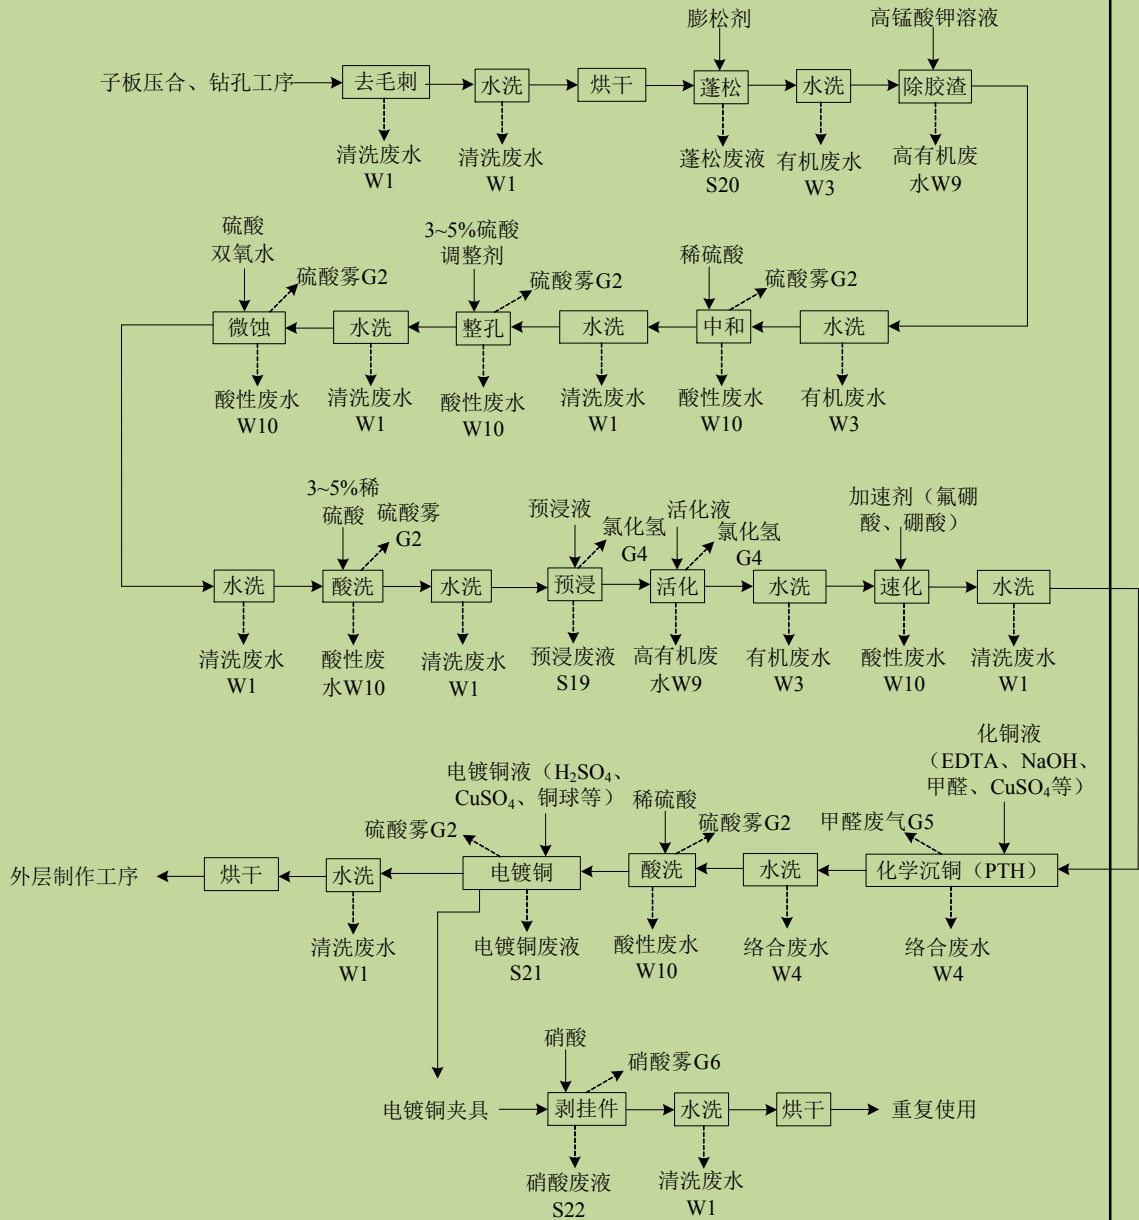 膨松剂
高锰酸钾溶液
子板压合、钻孔工序
去毛刺
水洗
烘干
蓬松
水洗
除胶渣
清洗废水
W1
清洗废水
W1
蓬松废液
S20
有机废水
W3
高有机废
水W9
硫酸
双氧水
硫酸雾G2
3~5%硫酸
调整剂
硫酸雾G2
稀硫酸
硫酸雾G2
微蚀
水洗
整孔
水洗
中和
水洗
酸性废水
W10
清洗废水
W1
酸性废水
W10
清洗废水
W1
酸性废水
W10
有机废水
W3
3~5%稀
硫酸
硫酸雾
G2
预浸液
氯化氢
G4
活化液
氯化氢
G4
加速剂（氟硼
酸、硼酸）
水洗
酸洗
水洗
预浸
活化
水洗
速化
水洗
清洗废水
W1
酸性废
水W10
清洗废水
W1
预浸废液
S19
高有机废
水W9
有机废水
W3
酸性废水
W10
清洗废水
W1
化铜液
（EDTA、NaOH、
甲醛、CuSO₄等）
电镀铜液（H₂SO₄、
CuSO₄、铜球等）
稀硫酸
硫酸雾G2
硫酸雾G2
甲醛废气G5
外层制作工序
烘干
水洗
电镀铜
酸洗
水洗
化学沉铜（PTH）
清洗废水
W1
电镀铜废液
S21
酸性废水
W10
络合废水
W4
络合废水
W4
硝酸
硝酸雾G6
电镀铜夹具
剥挂件
水洗
烘干
重复使用
硝酸废液
S22
清洗废水
W1